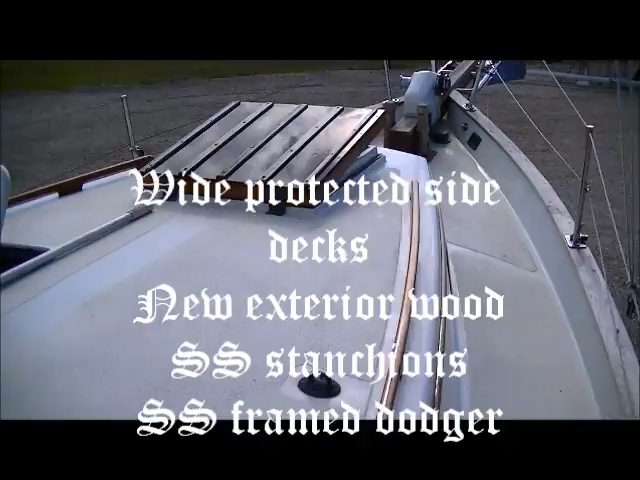 Wide protected side
decks
New exterior wood
SS stanchions
SS framed dodger